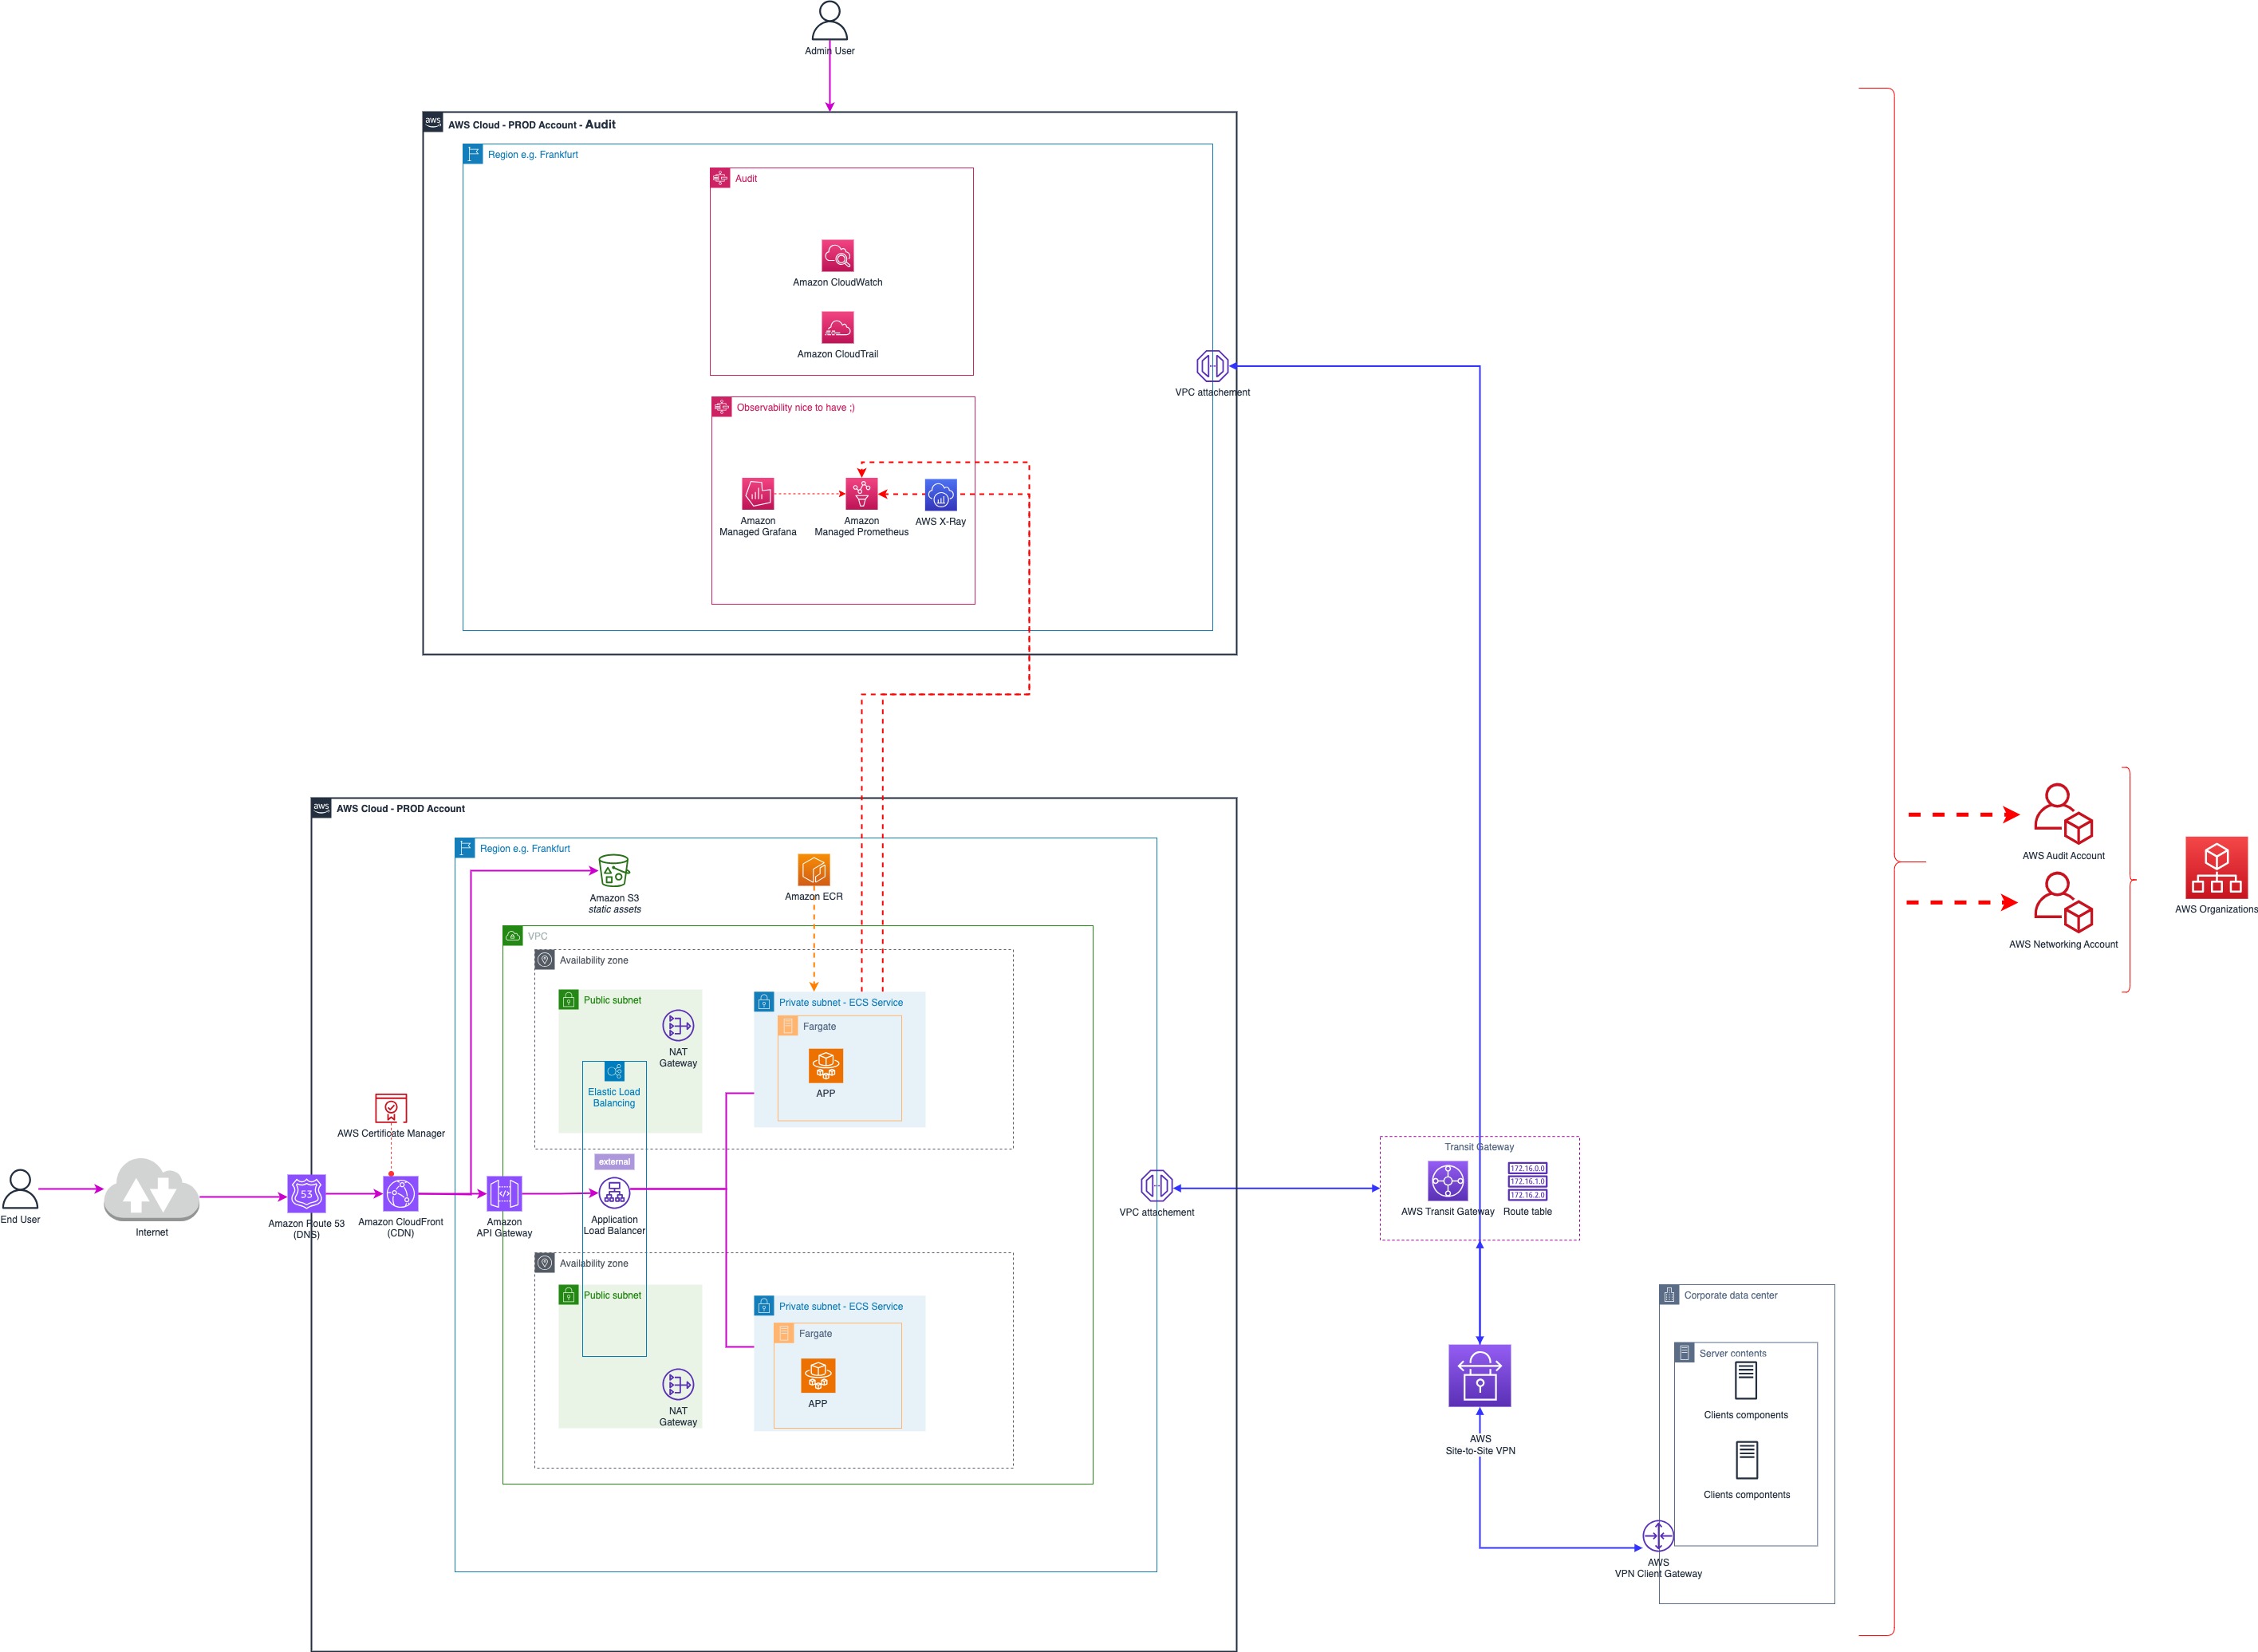 Admin User
aws
AWS Cloud - PROD Account - Audit
Region e.g. Frankfurt
Audit
Amazon CloudWatch
Amazon CloudTrail
VPC attachement
Observability nice to have ;)
Amazon
Managed Grafana
Amazon
Managed Prometheus
AWS X-Ray
aws
AWS Cloud - PROD Account
Region e.g. Frankfurt
Amazon S3
static assets
Amazon ECR
VPC
Availability zone
Public subnet
NAT
Gateway
Elastic Load
Balancing
Private subnet - ECS Service
Fargate
APP
AWS Certificate Manager
external
End User
Internet
53
Amazon Route 53
(DNS)
Amazon CloudFront
(CDN)
Amazon
API Gateway
Application
Load Balancer
VPC attachement
Availability zone
Public subnet
NAT
Gateway
Private subnet - ECS Service
Fargate
APP
Transit Gateway
AWS Transit Gateway
172.16.0.0
172.16.1.0
172.16.2.0
Route table
AWS
Site-to-Site VPN
Corporate data center
Server contents
Clients components
Clients compontents
AWS
VPN Client Gateway
AWS Audit Account
AWS Networking Account
AWS Organizations